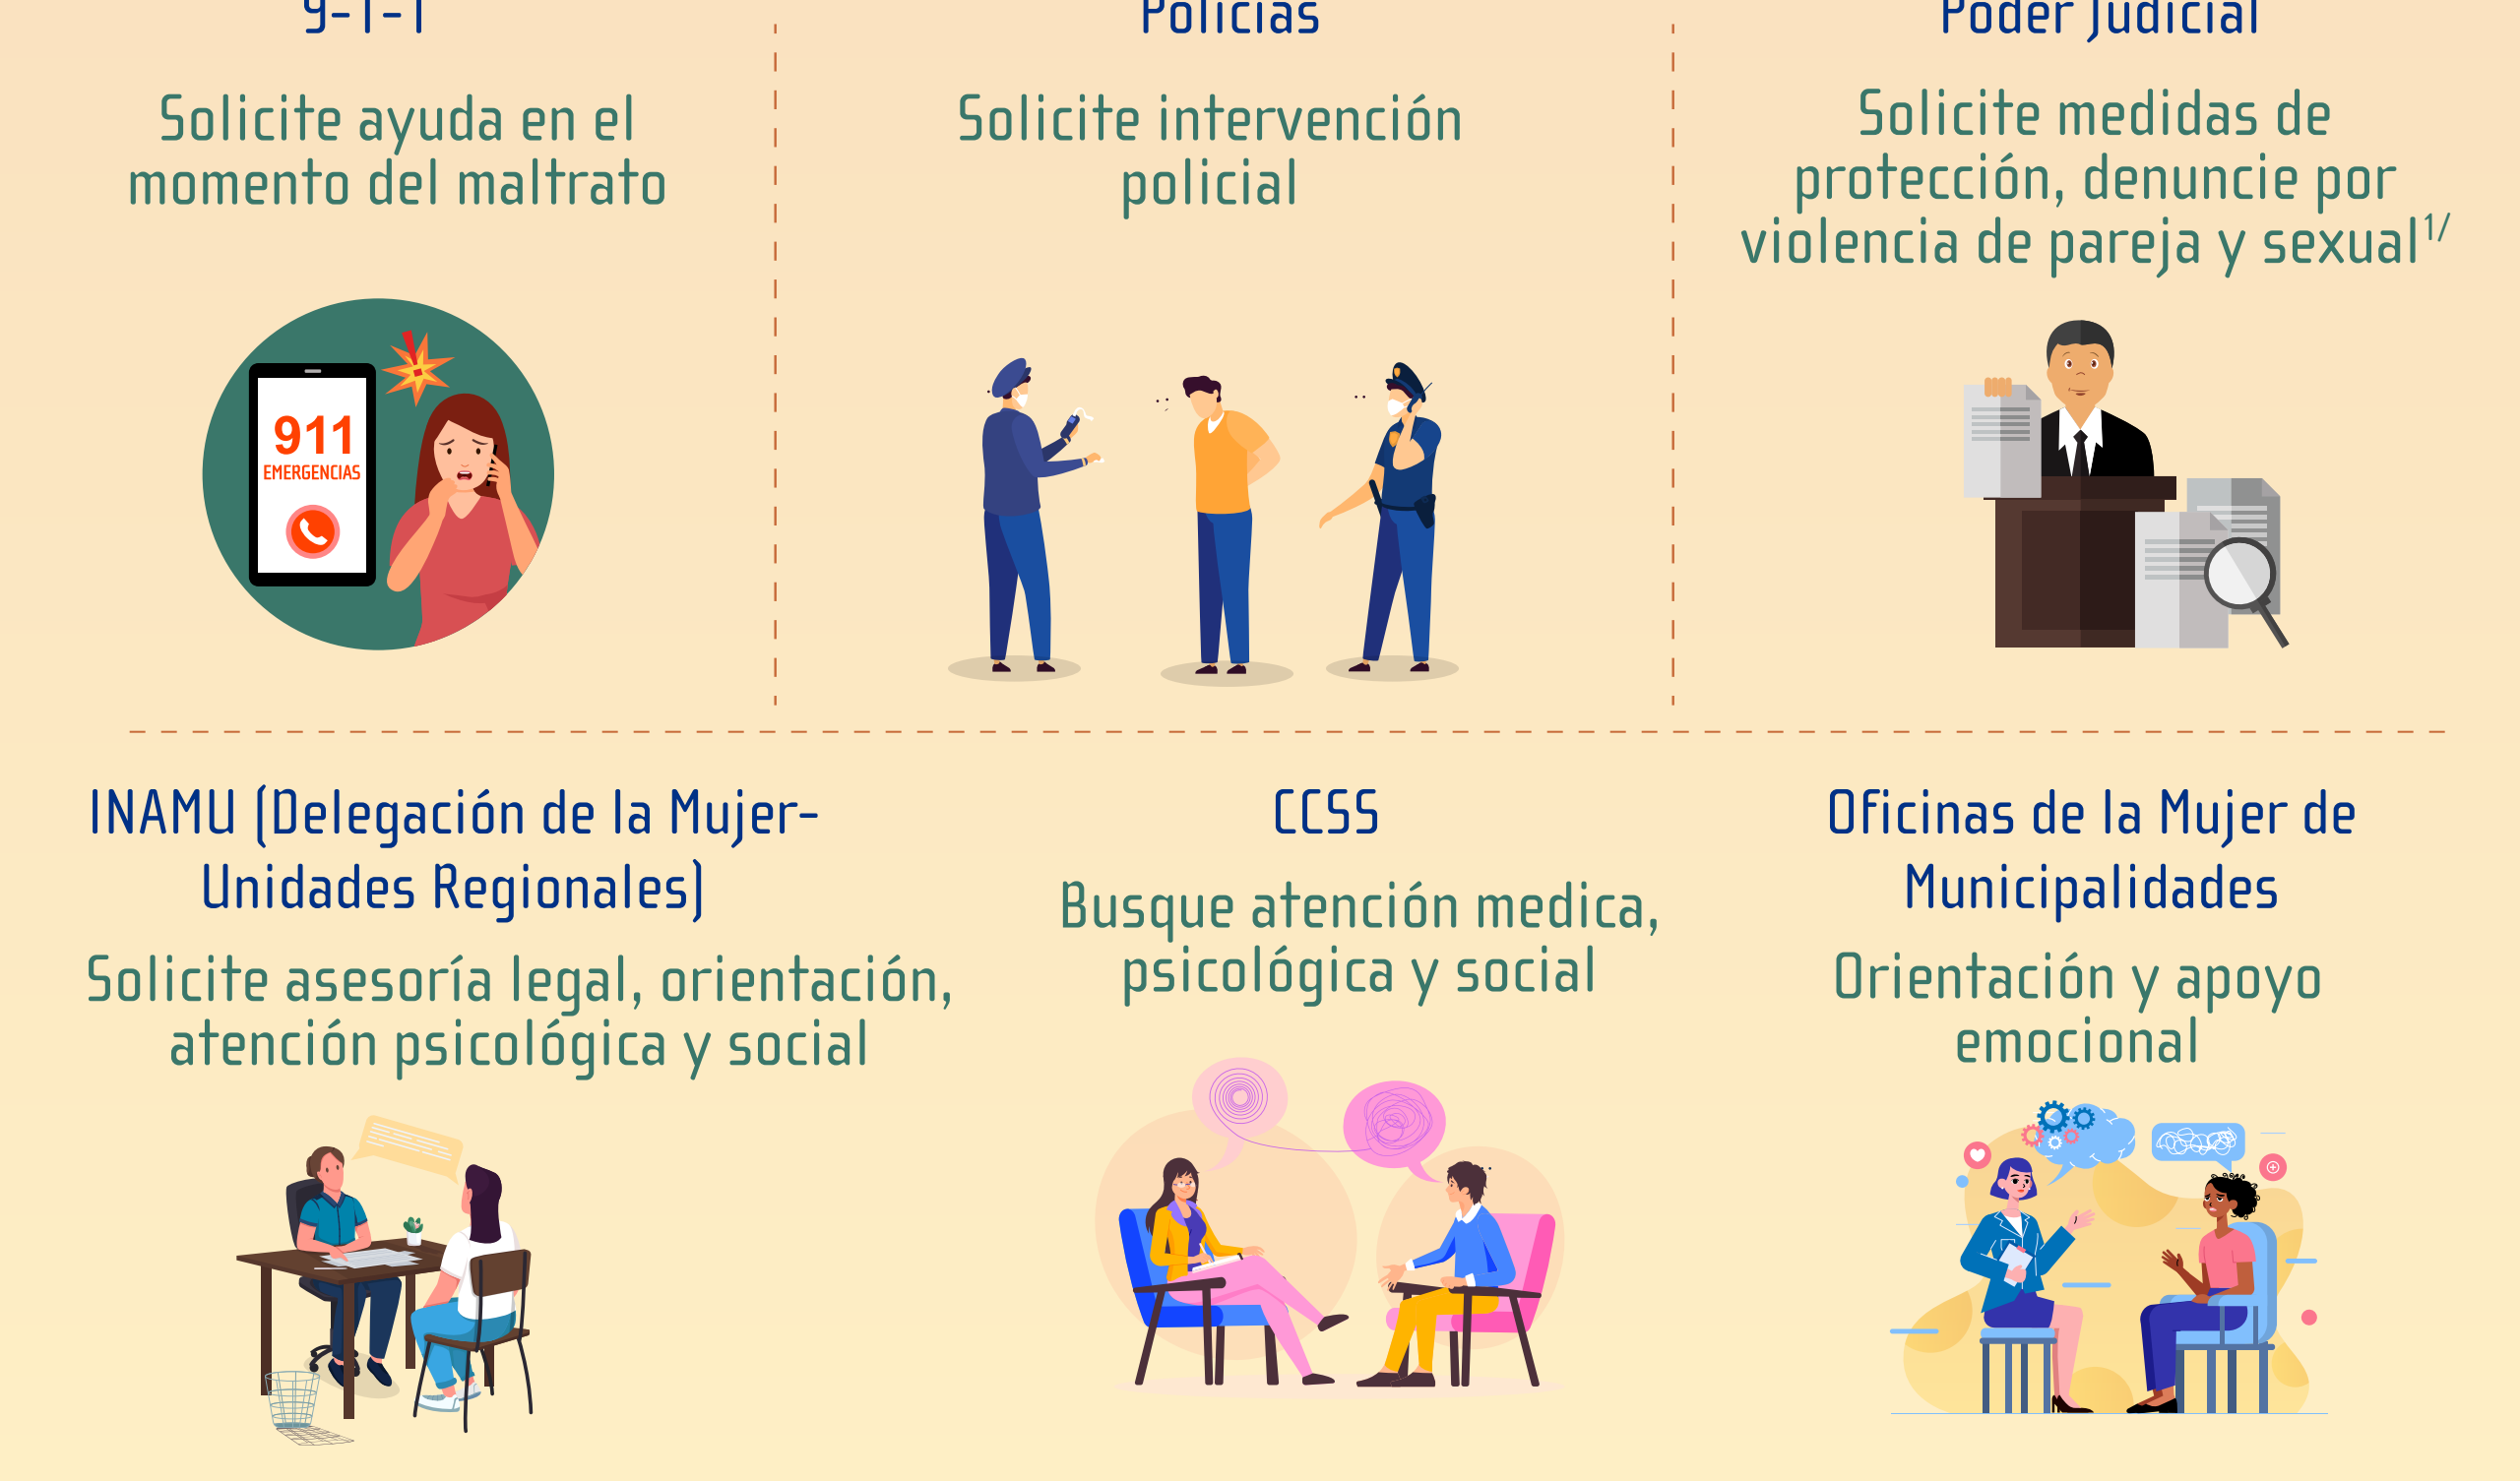 9-1-1
Solicite ayuda en el
momento del maltrato
911
EMERGENCIAS
Policías
Solicite intervención
policial
Poder Judicial
Solicite medidas de
protección, denuncie por
violencia de pareja y sexual1/
INAMU (Delegación de la Mujer-
Unidades Regionales)
Solicite asesoría legal, orientación,
atención psicológica y social
CCSS
Busque atención medica,
psicológica y social
Oficinas de la Mujer de
Municipalidades
Orientación y apoyo
emocional